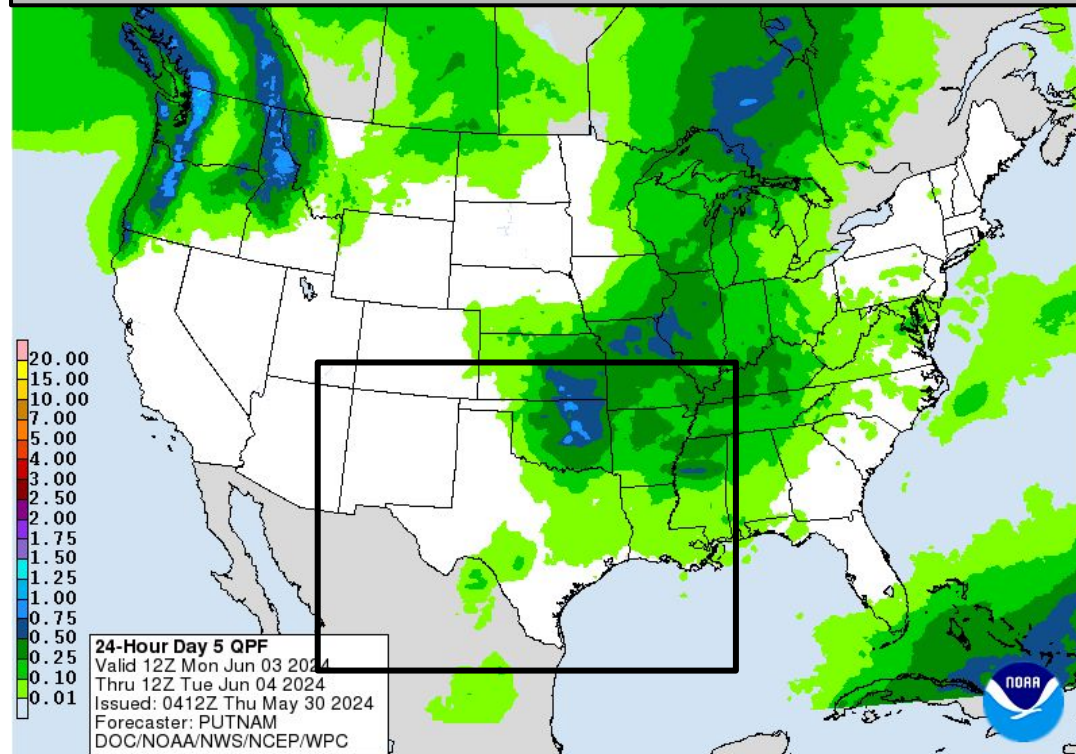 20.00
15.00
10.00
7.00
5.00
4.00
3.00
2.50
2.00
1.75
1.50
1.25
1.00
0.75
0.50
0.25
0.10
0.01
24-Hour Day 5 QPF
Valid 12Z Mon Jun 03 2024
Thru 12Z Tue Jun 04 2024
Issued: 0412Z Thu May 30 2024
Forecaster: PUTNAM
DOC/NOAA/NWS/NCEP/WPC
NOAA